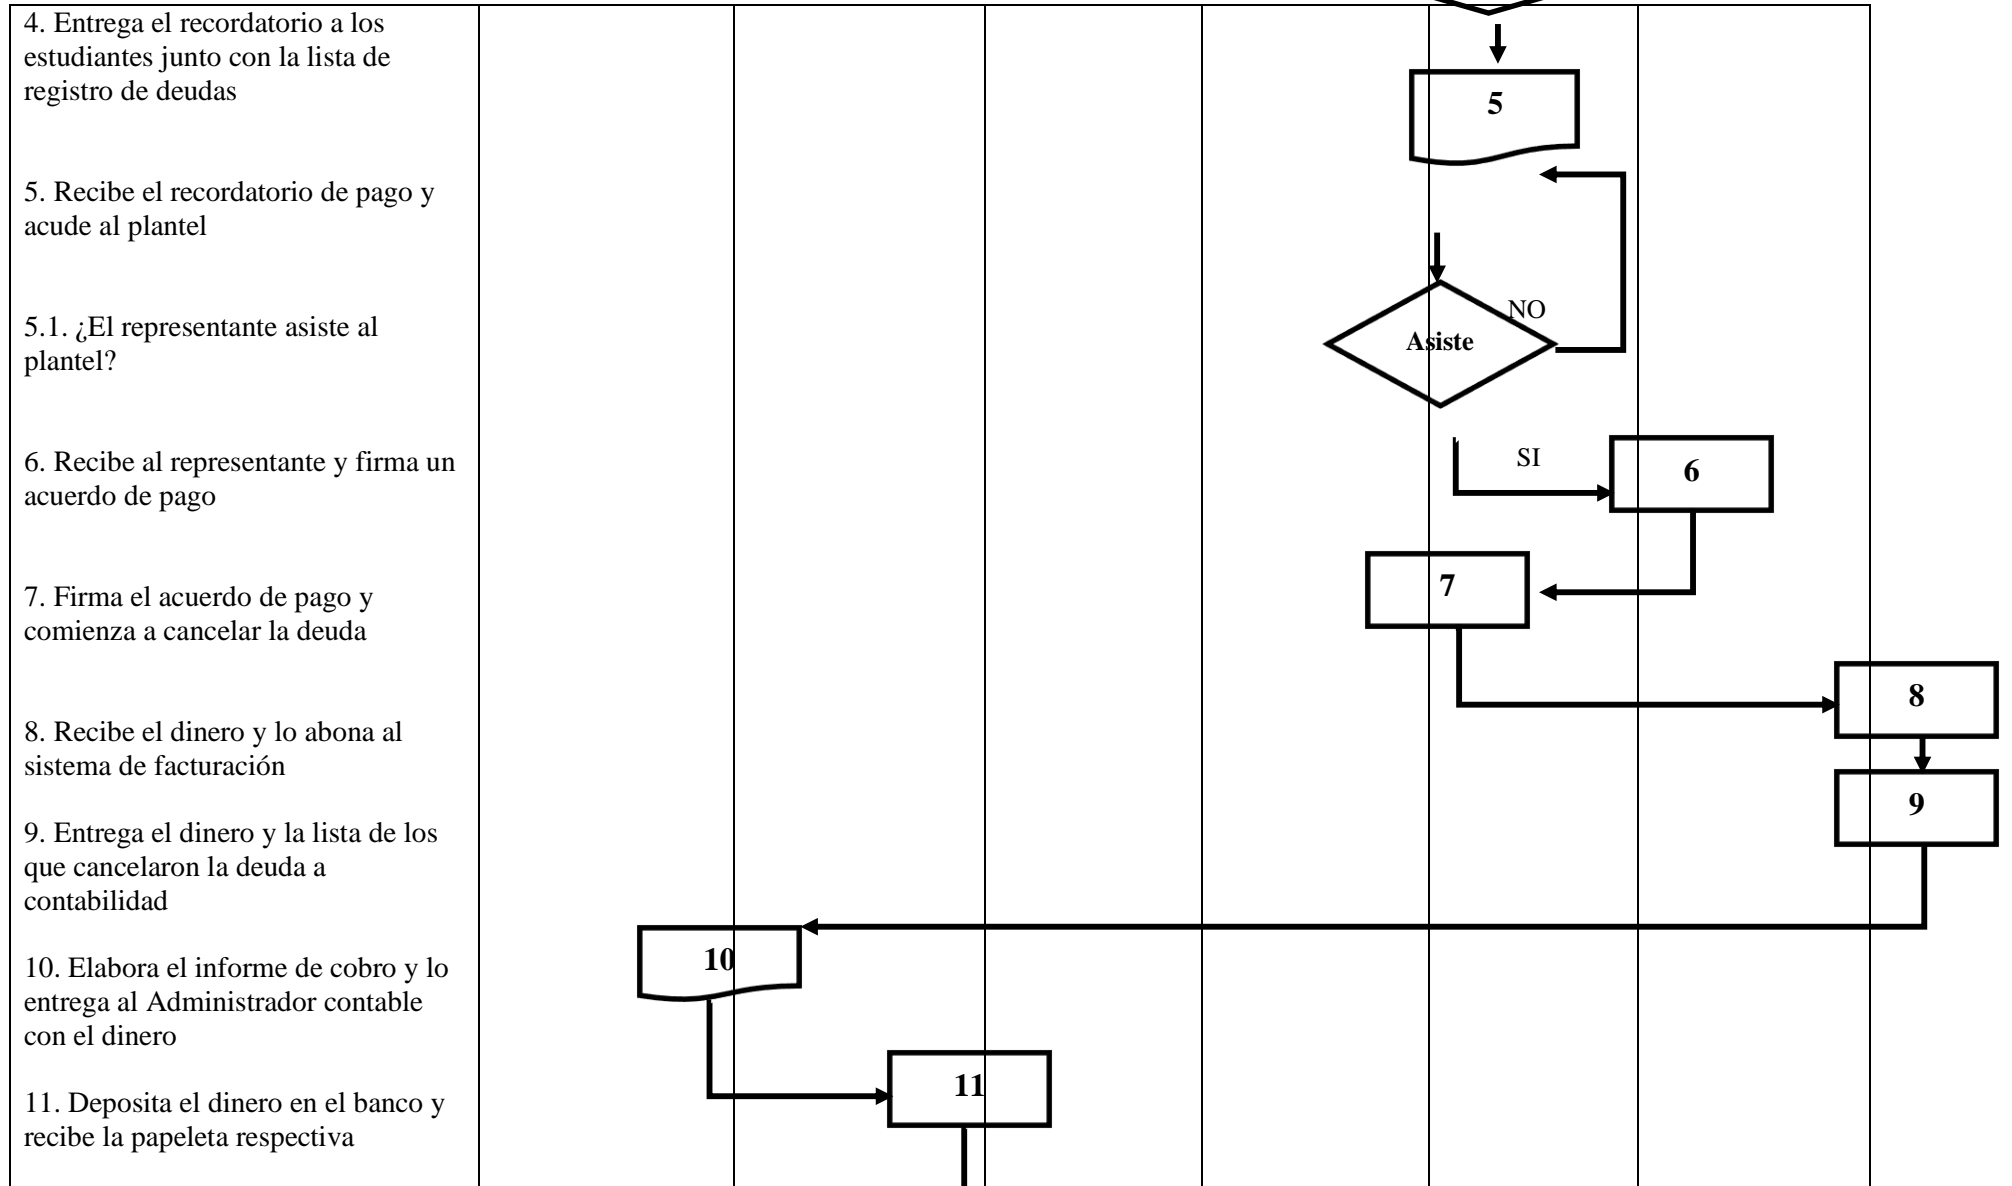 4. Entrega el recordatorio a los
estudiantes junto con la lista de
registro de deudas
5
5. Recibe el recordatorio de pago y
acude al plantel
5.1. ¿El representante asiste al
plantel?
NO
Asiste
6. Recibe al representante y firma un
acuerdo de pago
SI
6
7. Firma el acuerdo de pago y
comienza a cancelar la deuda
7
8. Recibe el dinero y lo abona al
sistema de facturación
8
9. Entrega el dinero y la lista de los
que cancelaron la deuda a
contabilidad
9
10. Elabora el informe de cobro y lo
entrega al Administrador contable
con el dinero
10
11. Deposita el dinero en el banco y
recibe la papeleta respectiva
11